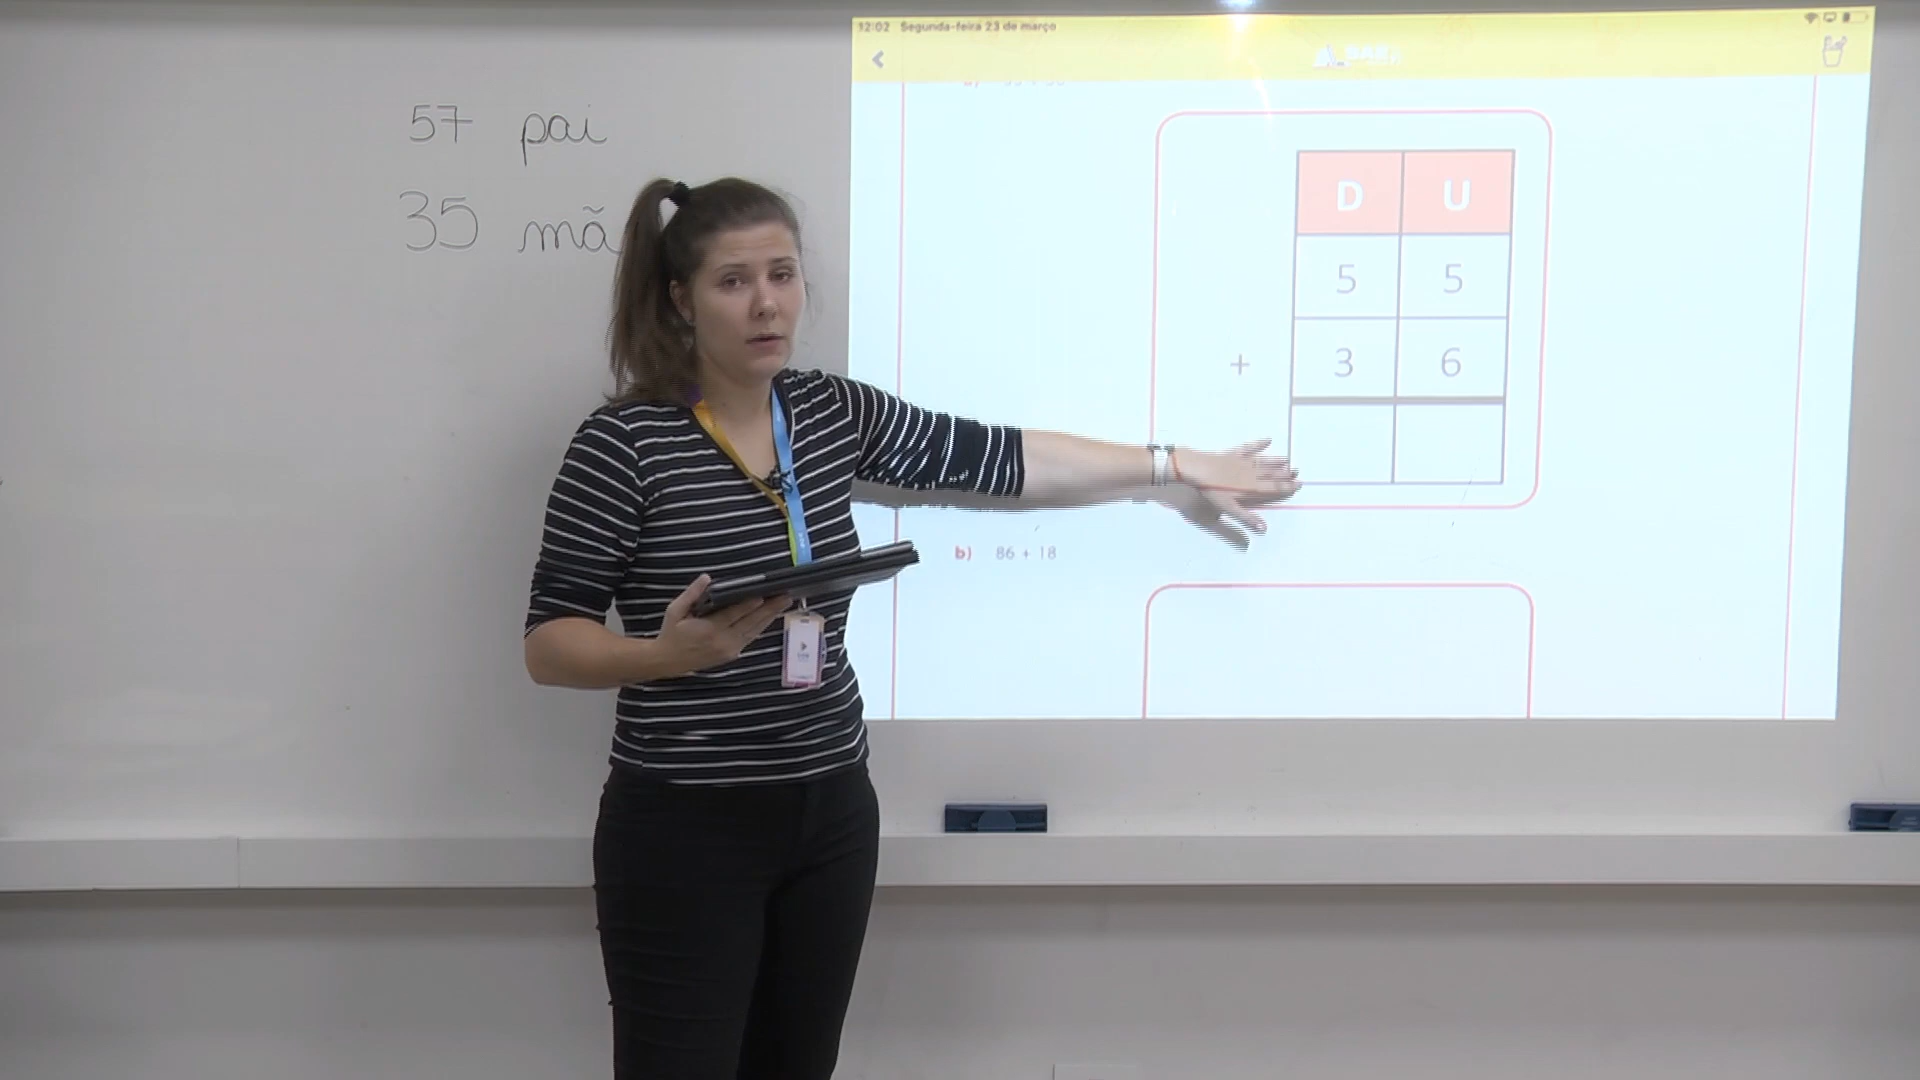 57 pai
35 mã
12:02 Segunda-feira 23 de março
D U
5 5
+ 3 6
b) 86 + 18